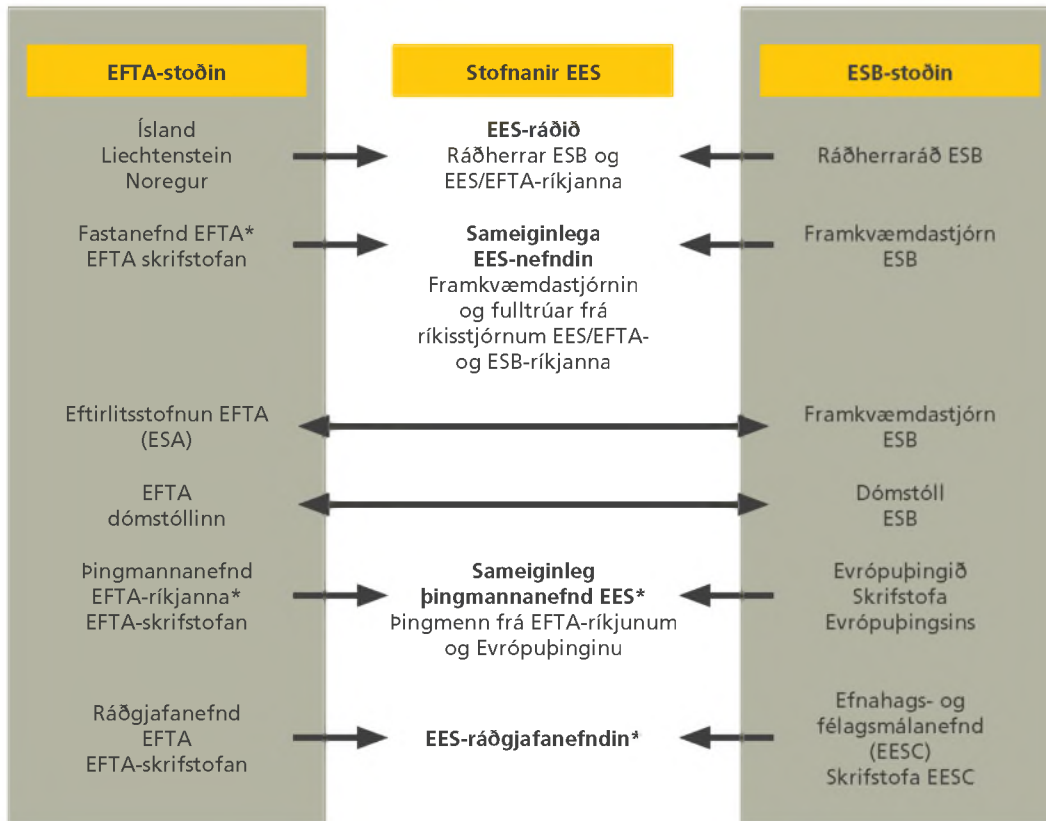 EFTA-stoðin
Stofnanir EES
ESB-stoðin
Ísland
Liechtenstein
Noregur
EES-ráðið
Ráðherrar ESB og
EES/EFTA-ríkjanna
Ráðherraráð ESB
Fastanefnd EFTA*
EFTA skrifstofan
Sameiginlega
EES-nefndin
Framkvæmdastjórnin
og fulltrúar frá
ríkisstjórnum EES/EFTA-
og ESB-ríkjanna
Framkvæmdastjórn
ESB
Eftirlitsstofnun EFTA
(ESA)
Framkvæmdastjórn
ESB
EFTA
dómstóllinn
Dómstóll
ESB
Þingmannanefnd
EFTA-ríkjanna*
EFTA-skrifstofan
Sameiginleg
þingmannanefnd EES*
Þingmenn frá EFTA-ríkjunum
og Evrópuþinginu
Evrópuþingið
Skrifstofa
Evrópuþingsins
Ráðgjafanefnd
EFTA
EFTA-skrifstofan
EES-ráðgjafanefndin*
Efnahags- og
félagsmálanefnd
(EESC)
Skrifstofa EESC